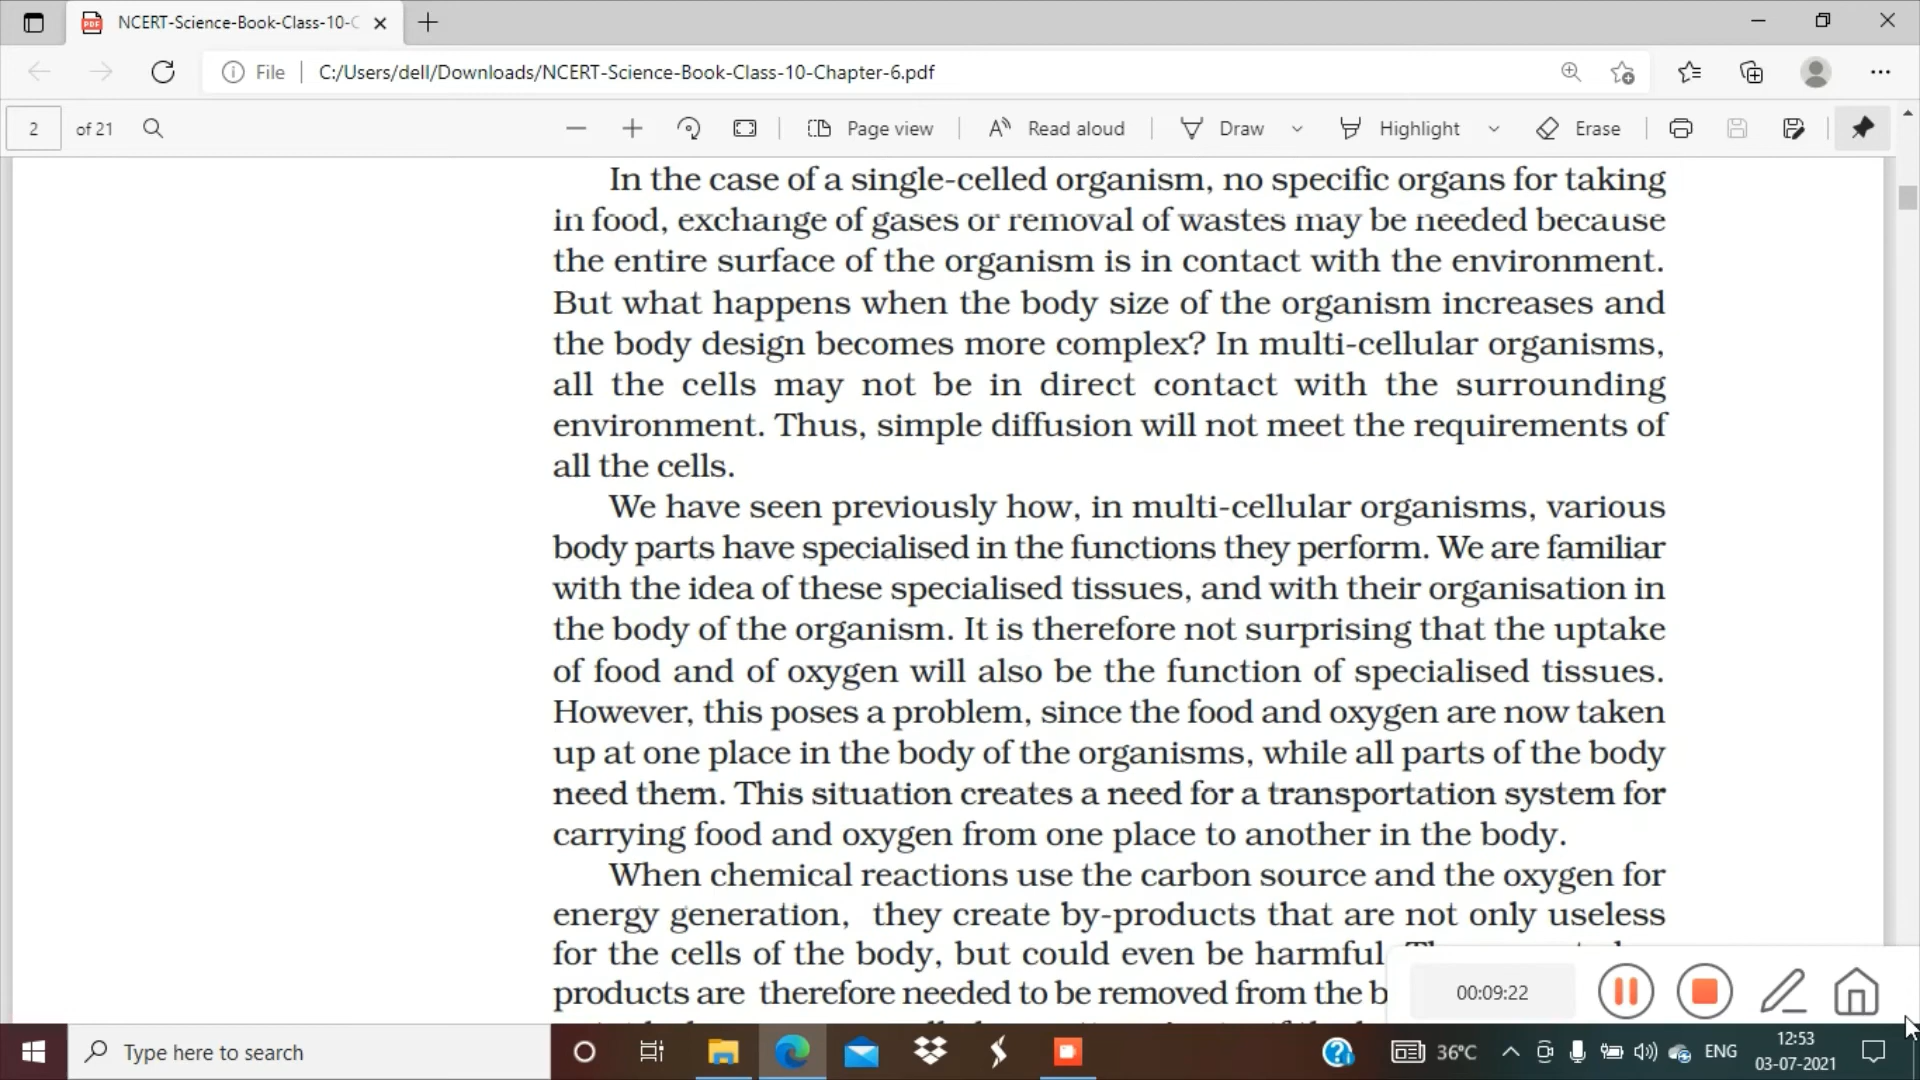 NCERT-Science-Book-Class-10-C
File
C:/Users/dell/Downloads/NCERT-Science-Book-Class-10-Chapter-6.pdf
2 of 21
Page view
Read aloud
Draw
Highlight
Erase
In the case of a single-celled organism, no specific organs for taking
in food, exchange of gases or removal of wastes may be needed because
the entire surface of the organism is in contact with the environment.
But what happens when the body size of the organism increases and
the body design becomes more complex? In multi-cellular organisms,
all the cells may not be in direct contact with the surrounding
environment. Thus, simple diffusion will not meet the requirements of
all the cells.
We have seen previously how, in multi-cellular organisms, various
body parts have specialised in the functions they perform. We are familiar
with the idea of these specialised tissues, and with their organisation in
the body of the organism. It is therefore not surprising that the uptake
of food and of oxygen will also be the function of specialised tissues.
However, this poses a problem, since the food and oxygen are now taken
up at one place in the body of the organisms, while all parts of the body
need them. This situation creates a need for a transportation system for
carrying food and oxygen from one place to another in the body.
When chemical reactions use the carbon source and the oxygen for
energy generation, they create by-products that are not only useless
for the cells of the body, but could even be harmful.
products are therefore needed to be removed from the b
00:09:22
Type here to search
36°C
ENG
12:53
03-07-2021